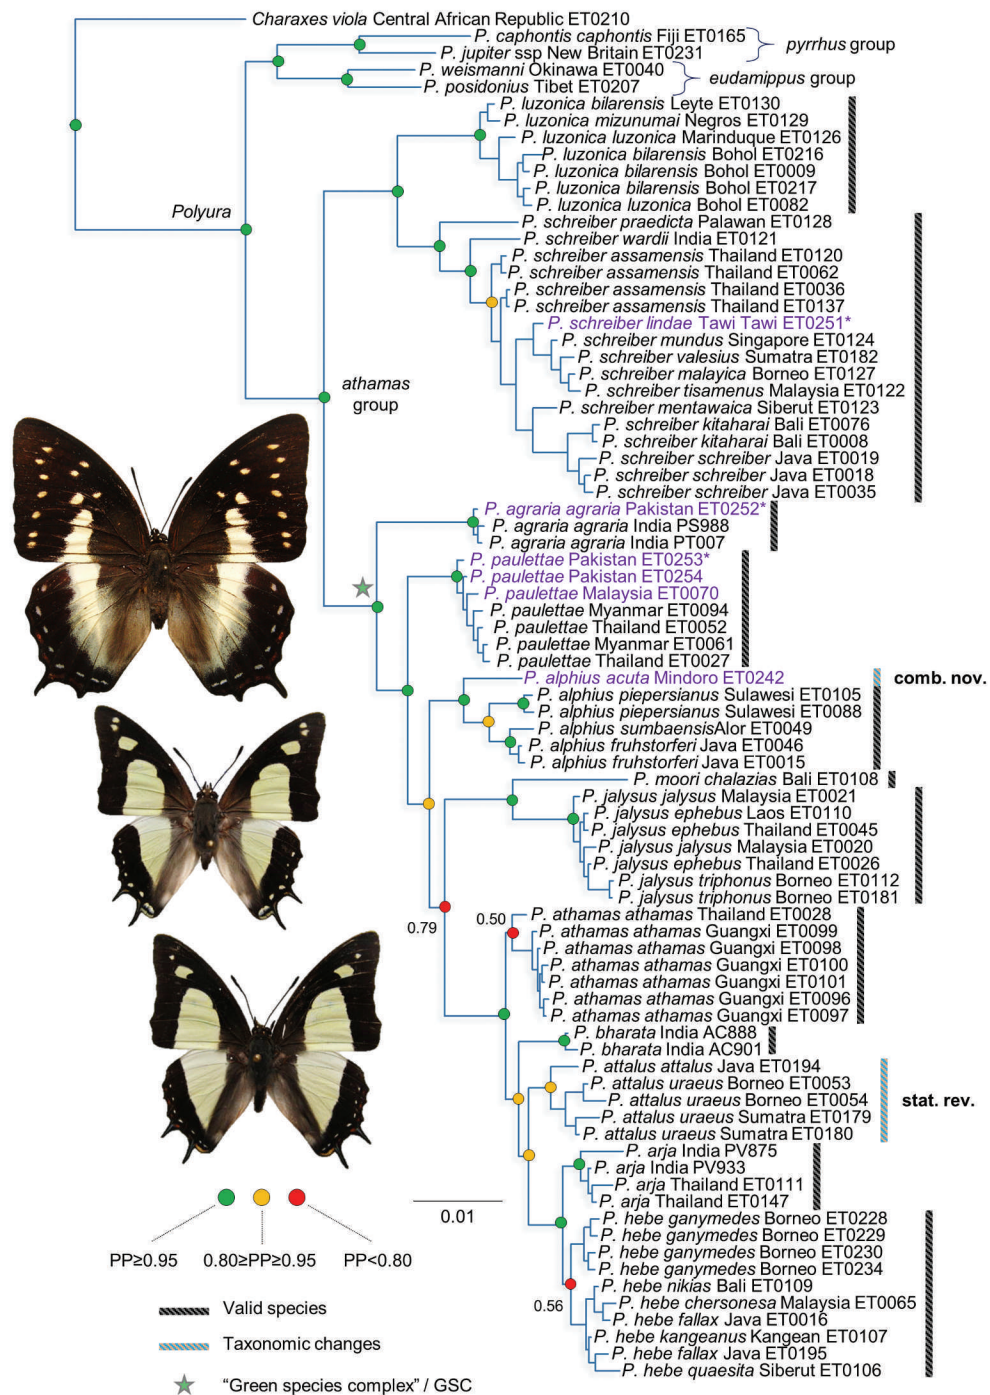 Charaxes viola Central African Republic ET0210
P. caphontis caphontis Fiji ET0165
pyrrhus group
P. jupiter ssp New Britain ET0231
P. weismanni Okinawa ET0040
eudamippus group
P. posidonius Tibet ET0207
P. luzonica bilarensis Leyte ET0130
P. luzonica mizunumai Negros ET0129
P. luzonica luzonica Marinduque ET0126
P. luzonica bilarensis Bohol ET0216
P. luzonica bilarensis Bohol ET0009
P. luzonica bilarensis Bohol ET0217
P. luzonica luzonica Bohol ET0082
Polyura
P. schreiber praedicta Palawan ET0128
P. schreiber wardii India ET0121
P. schreiber assamensis Thailand ET0120
P. schreiber assamensis Thailand ET0062
P. schreiber assamensis Thailand ET0036
P. schreiber assamensis Thailand ET0137
P. schreiber lindae Tawi Tawi ET0251*
P. schreiber mundus Singapore ET0124
P. schreiber valesius Sumatra ET0182
P. schreiber malayica Borneo ET0127
P. schreiber tisamenus Malaysia ET0122
athamas
group
P. schreiber mentawaica Siberut ET0123
P. schreiber kitaharai Bali ET0076
P. schreiber kitaharai Bali ET0008
P. schreiber schreiber Java ET0019
P. schreiber schreiber Java ET0018
P. schreiber schreiber Java ET0035
P. agraria agraria Pakistan ET0252*
P. agraria agraria India PS988
P. agraria agraria India PT007
P. paulettae Pakistan ET0253*
P. paulettae Pakistan ET0254
P. paulettae Malaysia ET0070
P. paulettae Myanmar ET0094
P. paulettae Thailand ET0052
P. paulettae Myanmar ET0061
P. paulettae Thailand ET0027
P. alphius acuta Mindoro ET0242
comb. nov.
P. alphius piepersianus Sulawesi ET0105
P. alphius piepersianus Sulawesi ET0088
P. alphius sumbaensisAlor ET0049
P. alphius fruhstorferi Java ET0046
P. alphius fruhstorferi Java ET0015
P. moori chalazias Bali ET0108
P. jalysus jalysus Malaysia ET0021
P. jalysus ephebus Laos ET0110
P. jalysus ephebus Thailand ET0045
P. jalysus jalysus Malaysia ET0020
P. jalysus ephebus Thailand ET0026
P. jalysus triphonus Borneo ET0112
P. jalysus triphonus Borneo ET0181
0.79
0.50
P. athamas athamas Thailand ET0028
P. athamas athamas Guangxi ET0099
P. athamas athamas Guangxi ET0098
P. athamas athamas Guangxi ET0100
P. athamas athamas Guangxi ET0101
P. athamas athamas Guangxi ET0096
P. athamas athamas Guangxi ET0097
P. bharata India AC888
P. bharata India AC901
P. attalus attalus Java ET0194
P. attalus uraeus Borneo ET0053
P. attalus uraeus Borneo ET0054
stat. rev.
P. attalus uraeus Sumatra ET0179
P. attalus uraeus Sumatra ET0180
P. arja India PV875
P. arja India PV933
P. arja Thailand ET0111
P. arja Thailand ET0147
0.01
P. hebe ganymedes Borneo ET0228
P. hebe ganymedes Borneo ET0229
P. hebe ganymedes Borneo ET0230
P. hebe ganymedes Borneo ET0234
P. hebe nikias Bali ET0109
0.56
P. hebe chersonesa Malaysia ET0065
P. hebe fallax Java ET0016
P. hebe kangeanus Kangean ET0107
P. hebe fallax Java ET0195
P. hebe quaesita Siberut ET0106
PP≥0.95
0.80≥PP≥0.95
PP<0.80
Valid species
Taxonomic changes
“Green species complex” / GSC